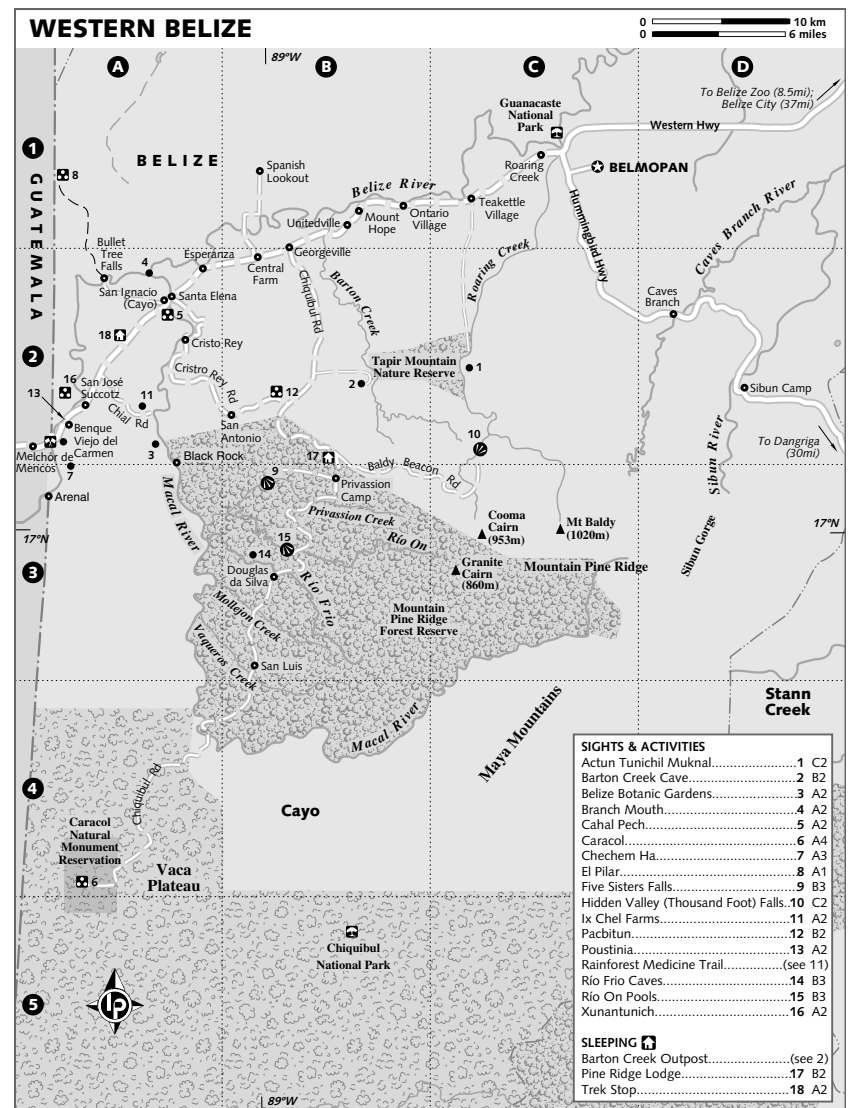 WESTERN BELIZE
0 10 km
0 6 miles
89ºW
A
B
C
D
To Belize Zoo (8.5mi);
Belize City (37mi)
Guanacaste
National
Park
Western Hwy
1
BELIZE
Spanish
Lookout
Roaring
Creek
BELMOPAN
8
GUATEMALA
Belize River
Teakettle
Village
Ontario
Village
Mount
Hope
Unitedville
Hummingbird Hwy
Caves Branch River
Bullet
Tree
Falls
4
Esperanza
Georgeville
Central
Farm
Roaring Creek
San Ignacio
(Cayo)
Santa Elena
5
Chiquibul Rd
Barton Creek
Caves
Branch
18
2
Cristo Rey
Tapir Mountain
Nature Reserve
1
Cristro Rey Rd
16
San José
Succotz
12
2
Sibun Camp
13
11
Chial Rd
San
Antonio
Benque
Viejo del
Carmen
10
To Dangriga
(30mi)
Melchor de
Mencos
3
Black Rock
17
Baldy Beacon Rd
Sibun River
7
9
Privassion
Camp
Arenal
Macal River
Privassion Creek
Cooma
Cairn
(953m)
Mt Baldy
(1020m)
17ºN
17ºN
15
Río On
Sibun Gorge
14
3
Douglas
da Silva
Granite
Cairn
(860m)
Mountain Pine Ridge
Río Frio
Mollejon Creek
Mountain
Pine Ridge
Forest Reserve
Vaqueros Creek
San Luis
Stann
Creek
Macal River
Maya Mountains
4
Chiquibul Rd
Cayo
Caracol
Natural
Monument
Reservation
6
Vaca
Plateau
Chiquibul
National Park
5
lp
89ºW
SIGHTS & ACTIVITIES
Actun Tunichil Muknal.......................1 C2
Barton Creek Cave..............................2 B2
Belize Botanic Gardens.......................3 A2
Branch Mouth....................................4 A2
Cahal Pech.........................................5 A2
Caracol...............................................6 A4
Chechem Ha......................................7 A3
El Pilar................................................8 A1
Five Sisters Falls..................................9 B3
Hidden Valley (Thousand Foot) Falls..10 C2
Ix Chel Farms...................................11 A2
Pacbitun...........................................12 B2
Poustinia..........................................13 A2
Rainforest Medicine Trail............(see 11)
Río Frio Caves..................................14 B3
Río On Pools....................................15 B3
Xunantunich....................................16 A2
SLEEPING
Barton Creek Outpost..................(see 2)
Pine Ridge Lodge.............................17 B2
Trek Stop.........................................18 A2